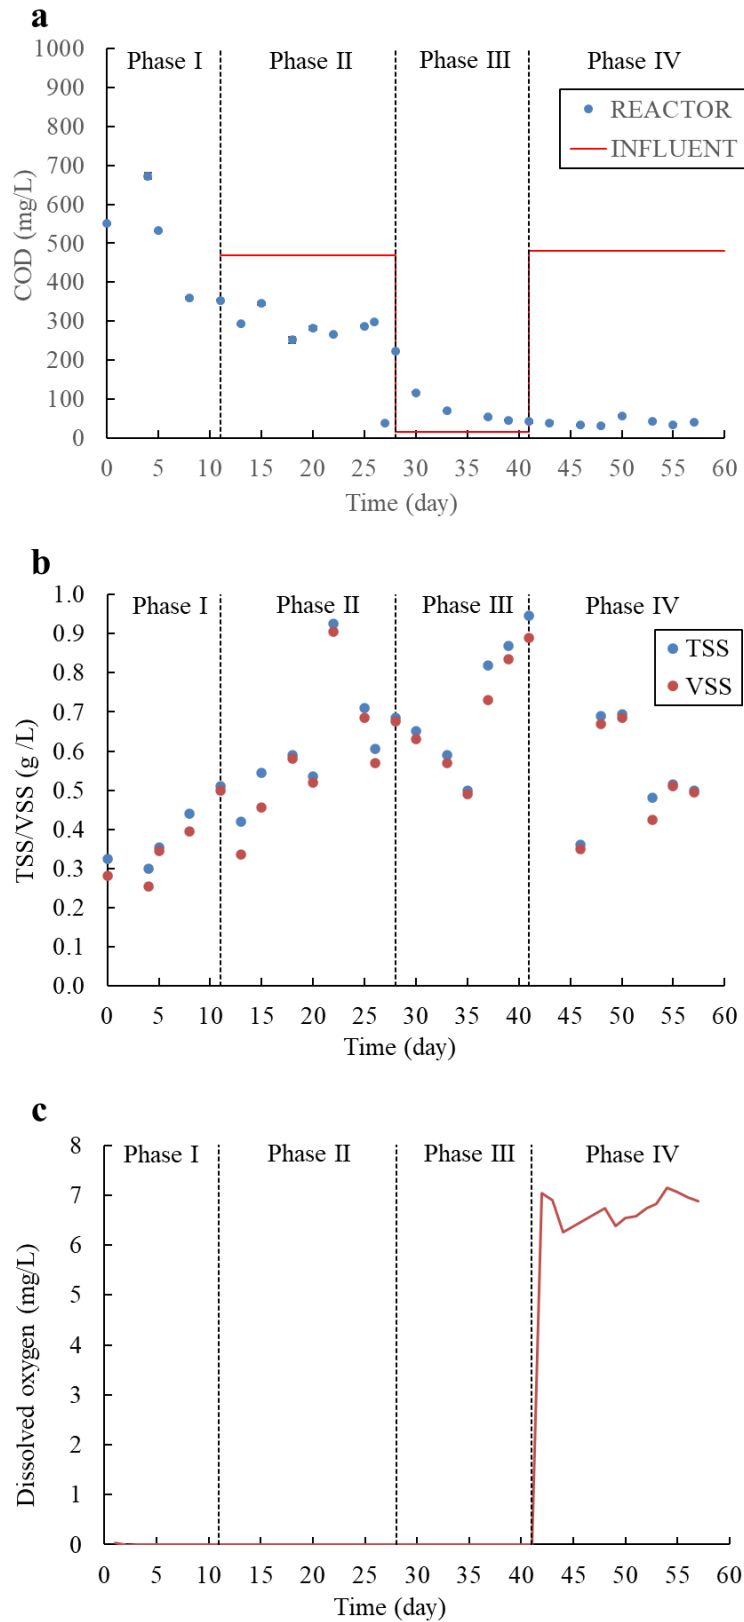 a
1000
900
800
700
600
500
400
300
200
100
0
COD (mg/L)
Phase I
Phase II
Phase III
Phase IV
REACTOR
INFLUENT
0 5 10 15 20 25 30 35 40 45 50 55 60
Time (day)
b
1.0
0.9
0.8
0.7
0.6
0.5
0.4
0.3
0.2
0.1
0.0
TSS/VSS (g /L)
Phase I
Phase II
Phase III
Phase IV
TSS
VSS
0 5 10 15 20 25 30 35 40 45 50 55 60
Time (day)
c
8
7
6
5
4
3
2
1
0
Dissolved oxygen (mg/L)
Phase I
Phase II
Phase III
Phase IV
0 5 10 15 20 25 30 35 40 45 50 55 60
Time (day)